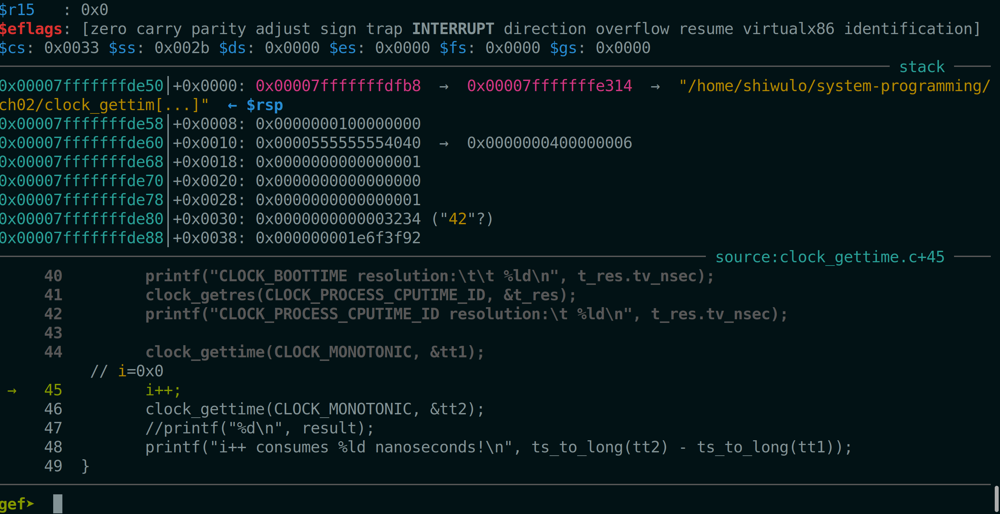 $r15   : 0x0
$eflags: [zero carry parity adjust sign trap INTERRUPT direction overflow resume virtualx86 identification]
$cs: 0x0033 $ss: 0x002b $ds: 0x0000 $es: 0x0000 $fs: 0x0000 $gs: 0x0000
stack
0x00007fffffffde50│+0x0000: 0x00007fffffffdfb8  →  0x00007fffffffe314  →  "/home/shiwulo/system-programming/
ch02/clock_gettim[...]"  ← $rsp
0x00007fffffffde58│+0x0008: 0x0000000100000000
0x00007fffffffde60│+0x0010: 0x0000555555554040  →  0x0000000400000006
0x00007fffffffde68│+0x0018: 0x0000000000000001
0x00007fffffffde70│+0x0020: 0x0000000000000000
0x00007fffffffde78│+0x0028: 0x0000000000000001
0x00007fffffffde80│+0x0030: 0x0000000000003234 ("42"?)
0x00007fffffffde88│+0x0038: 0x000000001e6f3f92
source:clock_gettime.c+45
40         printf("CLOCK_BOOTTIME resolution:\t\t %ld\n", t_res.tv_nsec);
41         clock_getres(CLOCK_PROCESS_CPUTIME_ID, &t_res);
42         printf("CLOCK_PROCESS_CPUTIME_ID resolution:\t %ld\n", t_res.tv_nsec);
43
44         clock_gettime(CLOCK_MONOTONIC, &tt1);
// i=0x0
→   45         i++;
46         clock_gettime(CLOCK_MONOTONIC, &tt2);
47         //printf("%d\n", result);
48         printf("i++ consumes %ld nanoseconds!\n", ts_to_long(tt2) - ts_to_long(tt1));
49  }
gef➤